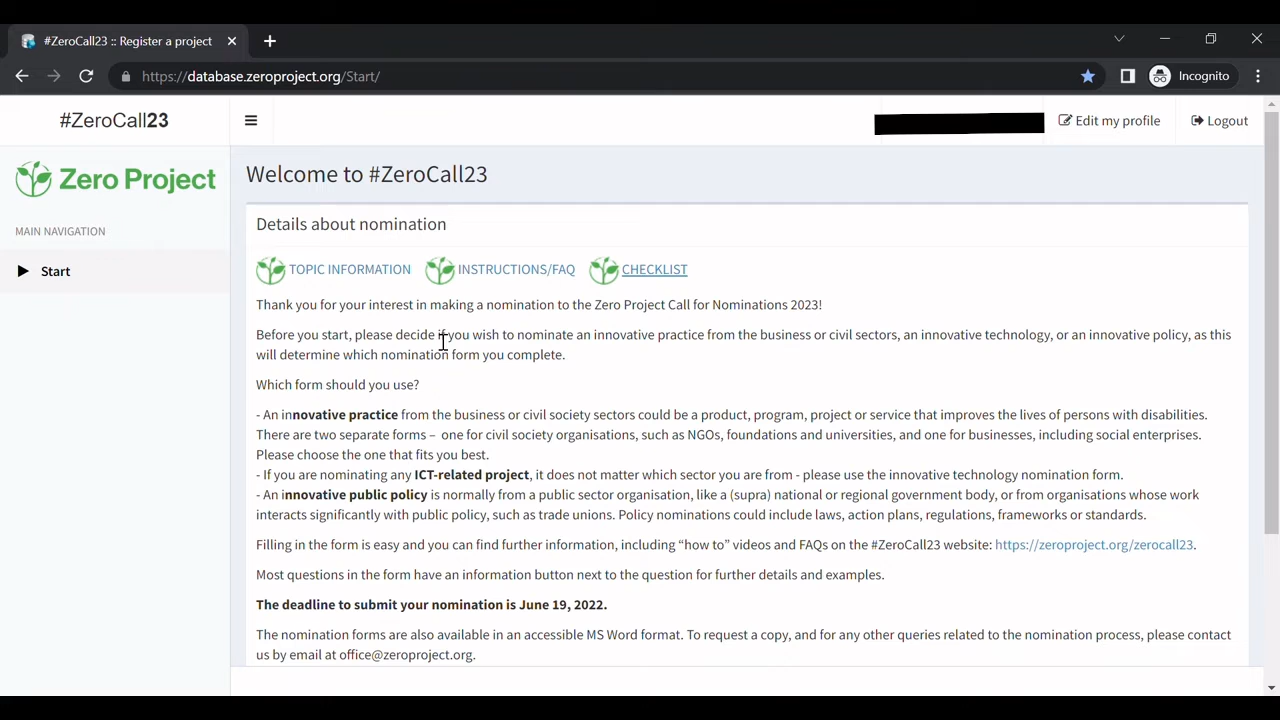 #ZeroCall23 :: Register a project
https://database.zeroproject.org/Start/
Incognito
#ZeroCall23
Edit my profile
Logout
Zero Project
Welcome to #ZeroCall23
MAIN NAVIGATION
Start
Details about nomination
TOPIC INFORMATION INSTRUCTIONS/FAQ CHECKLIST
Thank you for your interest in making a nomination to the Zero Project Call for Nominations 2023!
Before you start, please decide if you wish to nominate an innovative practice from the business or civil sectors, an innovative technology, or an innovative policy, as this
will determine which nomination form you complete.
Which form should you use?
- An innovative practice from the business or civil society sectors could be a product, program, project or service that improves the lives of persons with disabilities.
There are two separate forms – one for civil society organisations, such as NGOs, foundations and universities, and one for businesses, including social enterprises.
Please choose the one that fits you best.
- If you are nominating any ICT-related project, it does not matter which sector you are from - please use the innovative technology nomination form.
- An innovative public policy is normally from a public sector organisation, like a (supra) national or regional government body, or from organisations whose work
interacts significantly with public policy, such as trade unions. Policy nominations could include laws, action plans, regulations, frameworks or standards.
Filling in the form is easy and you can find further information, including “how to” videos and FAQs on the #ZeroCall23 website: https://zeroproject.org/zerocall23.
Most questions in the form have an information button next to the question for further details and examples.
The deadline to submit your nomination is June 19, 2022.
The nomination forms are also available in an accessible MS Word format. To request a copy, and for any other queries related to the nomination process, please contact
us by email at office@zeroproject.org.